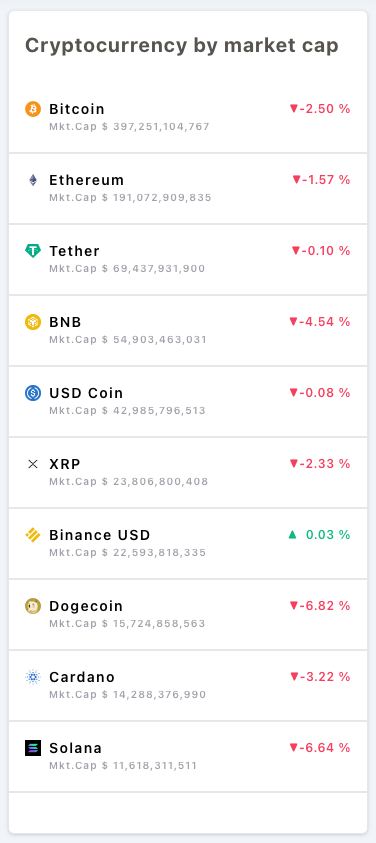 Cryptocurrency by market cap
Bitcoin ▼-2.50 %
Mkt.Cap $ 397,251,104,767
Ethereum ▼-1.57 %
Mkt.Cap $ 191,072,909,835
Tether ▼-0.10 %
Mkt.Cap $ 69,437,931,900
BNB ▼-4.54 %
Mkt.Cap $ 54,903,463,031
USD Coin ▼-0.08 %
Mkt.Cap $ 42,985,796,513
XRP ▼-2.33 %
Mkt.Cap $ 23,806,800,408
Binance USD ▲ 0.03 %
Mkt.Cap $ 22,593,818,335
Dogecoin ▼-6.82 %
Mkt.Cap $ 15,724,858,563
Cardano ▼-3.22 %
Mkt.Cap $ 14,288,376,990
Solana ▼-6.64 %
Mkt.Cap $ 11,618,311,511